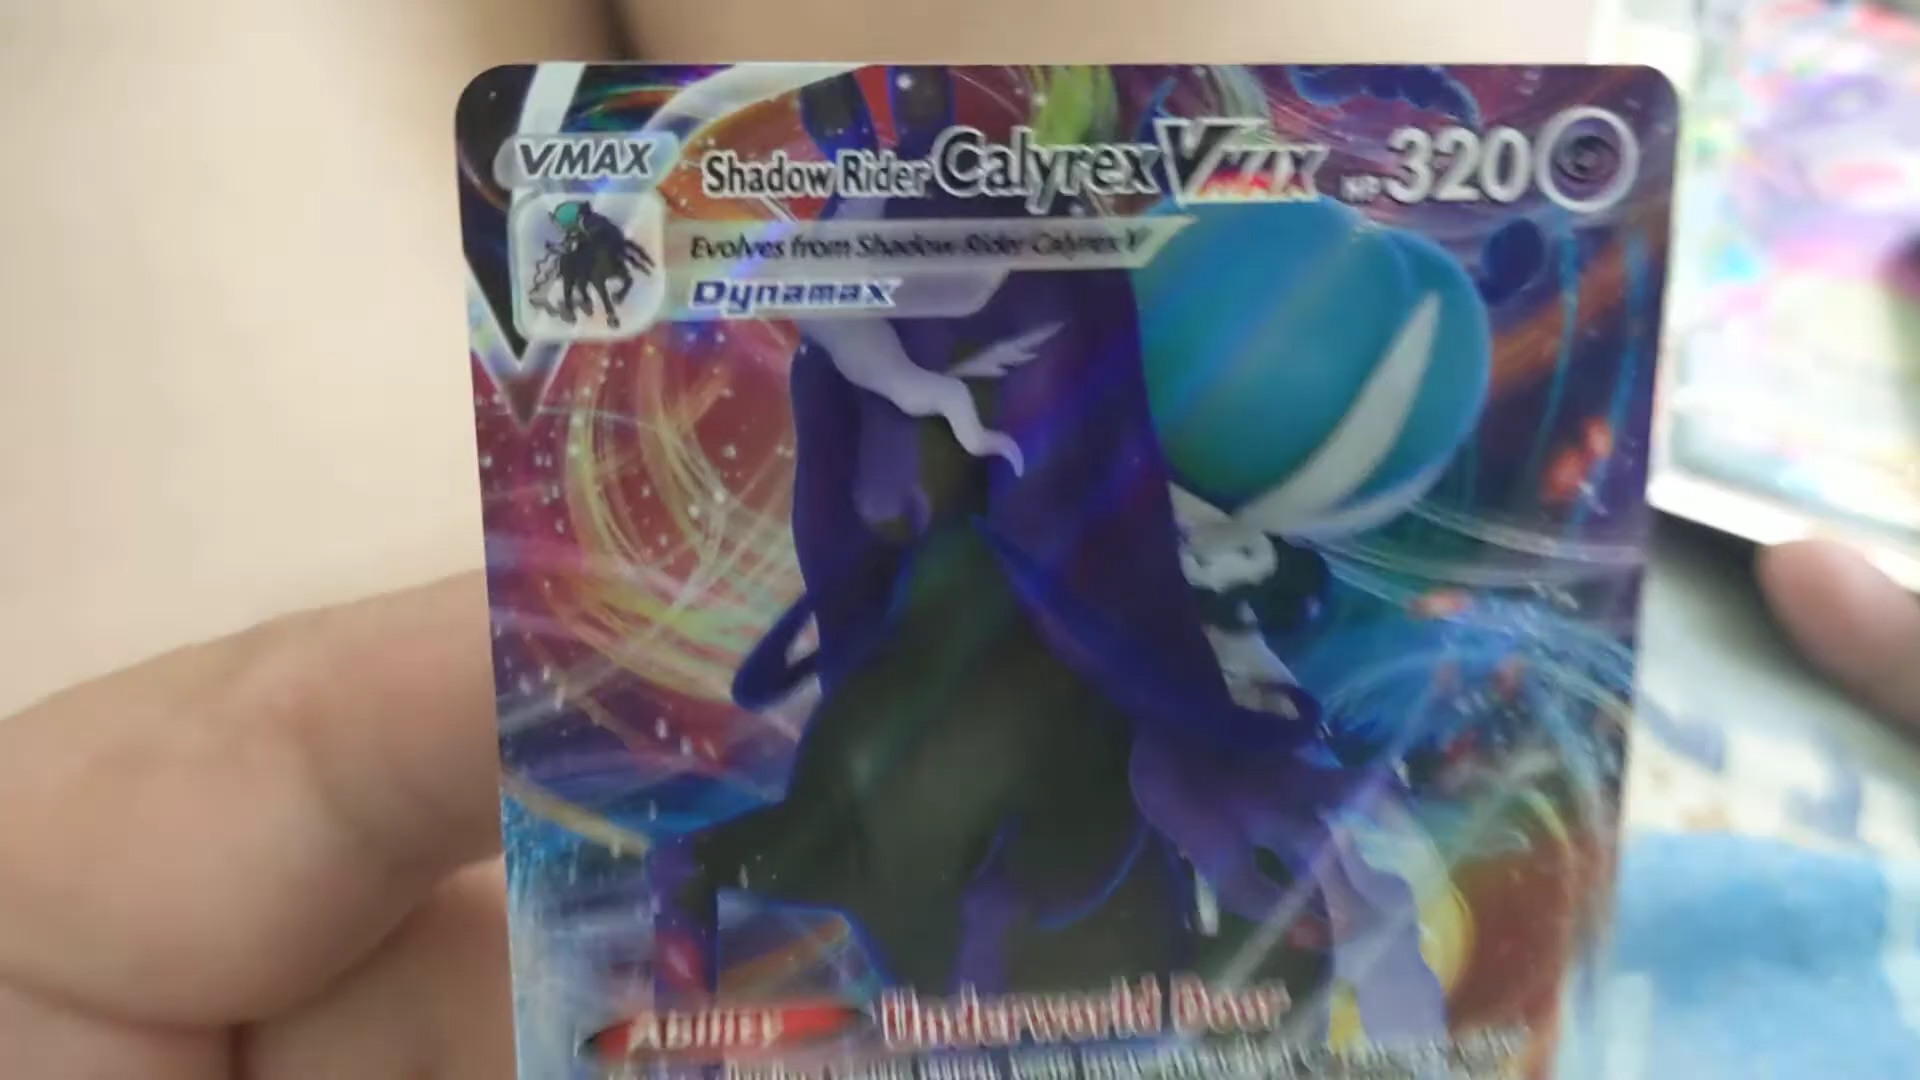 VMAX
Shadow Rider Calyrex VMAX HP 320
Evolves from Shadow Rider Calyrex V
Dynamax
Ability Underworld Door